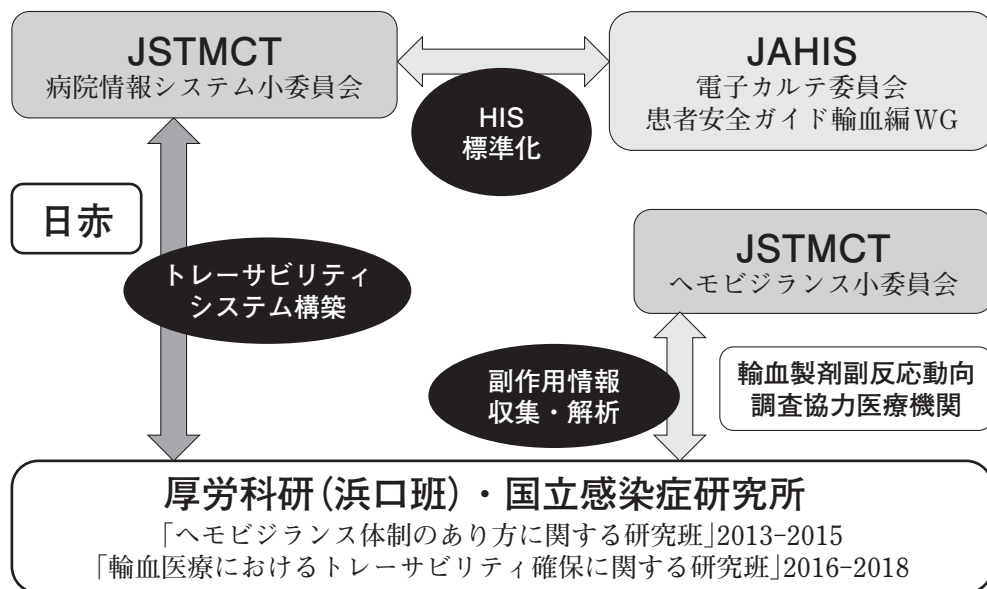 JSTMCT
病院情報システム小委員会
JAHIS
電子カルテ委員会
患者安全ガイド輸血編WG
HIS
標準化
日赤
トレーサビリティ
システム構築
JSTMCT
ヘモビジランス小委員会
副作用情報
収集・解析
輸血製剤副反応動向
調査協力医療機関
厚労科研(浜口班)・国立感染症研究所
「ヘモビジランス体制のあり方に関する研究班」2013-2015
「輸血医療におけるトレーサビリティ確保に関する研究班」2016-2018